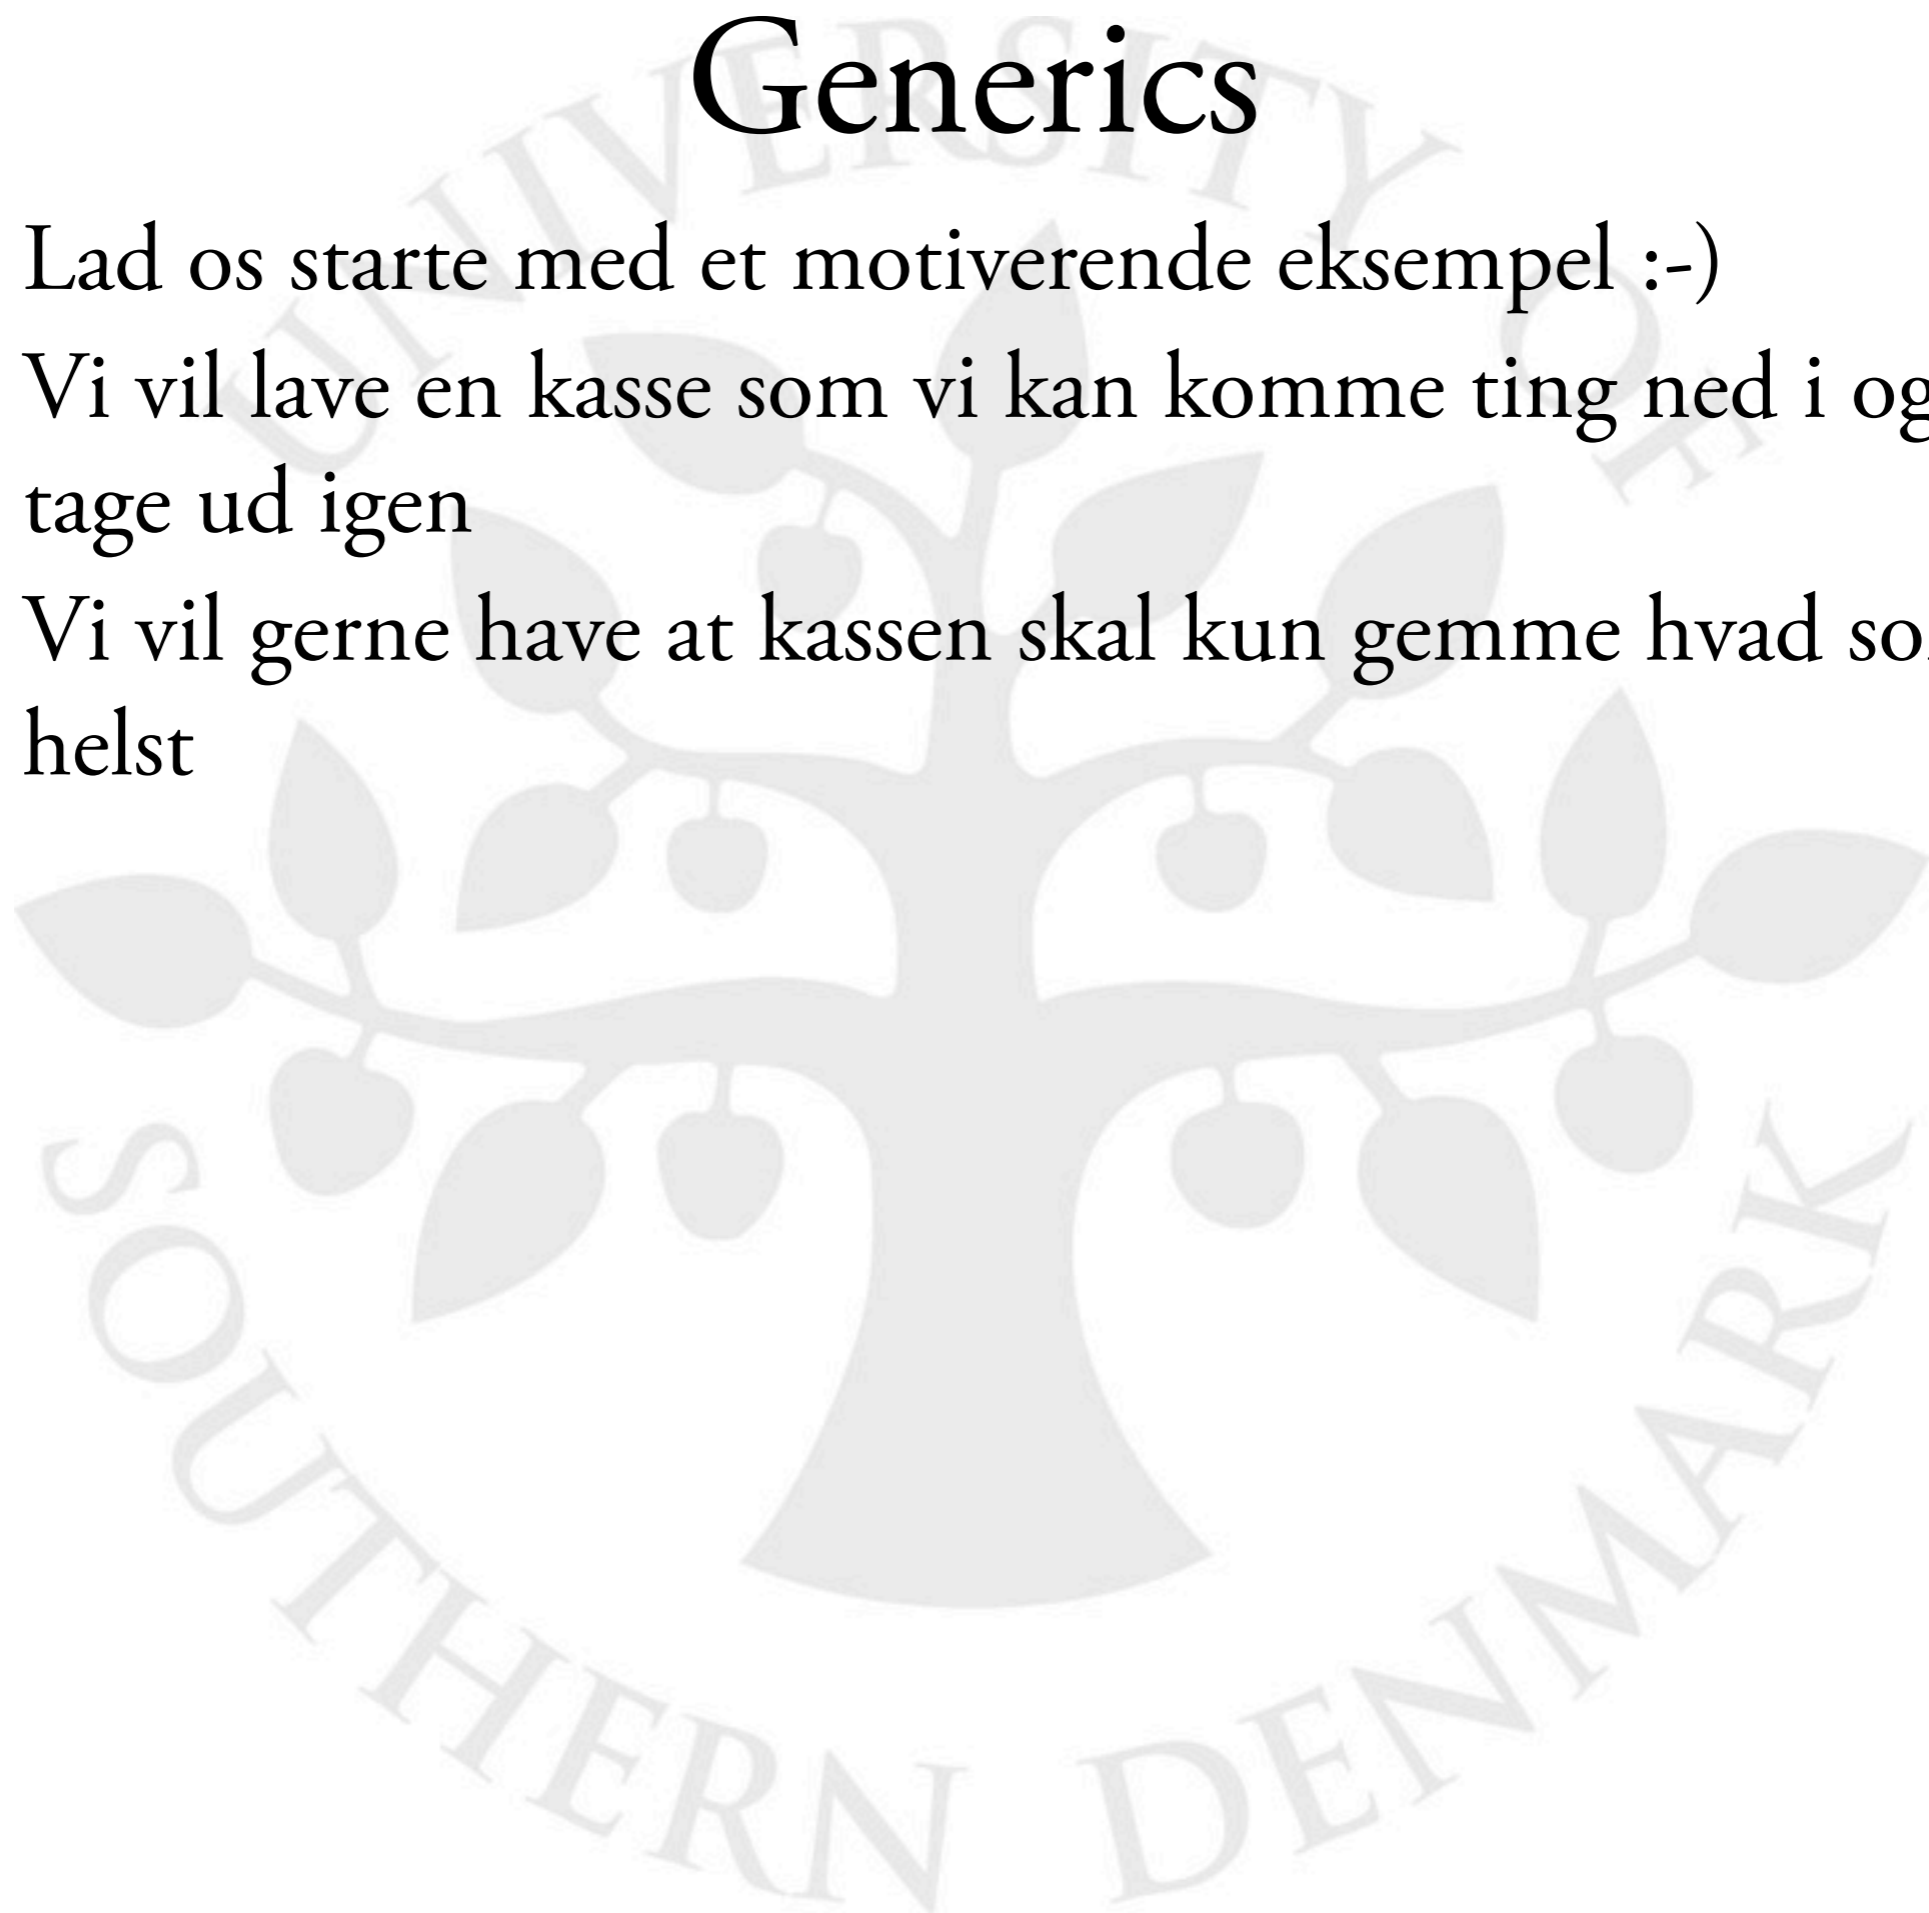 Generics
Lad os starte med et motiverende eksempel :-)
Vi vil lave en kasse som vi kan komme ting ned i og
tage ud igen
Vi vil gerne have at kassen skal kun gemme hvad
helst
UNIVERSITY OF
SOUTHERN DENMARK